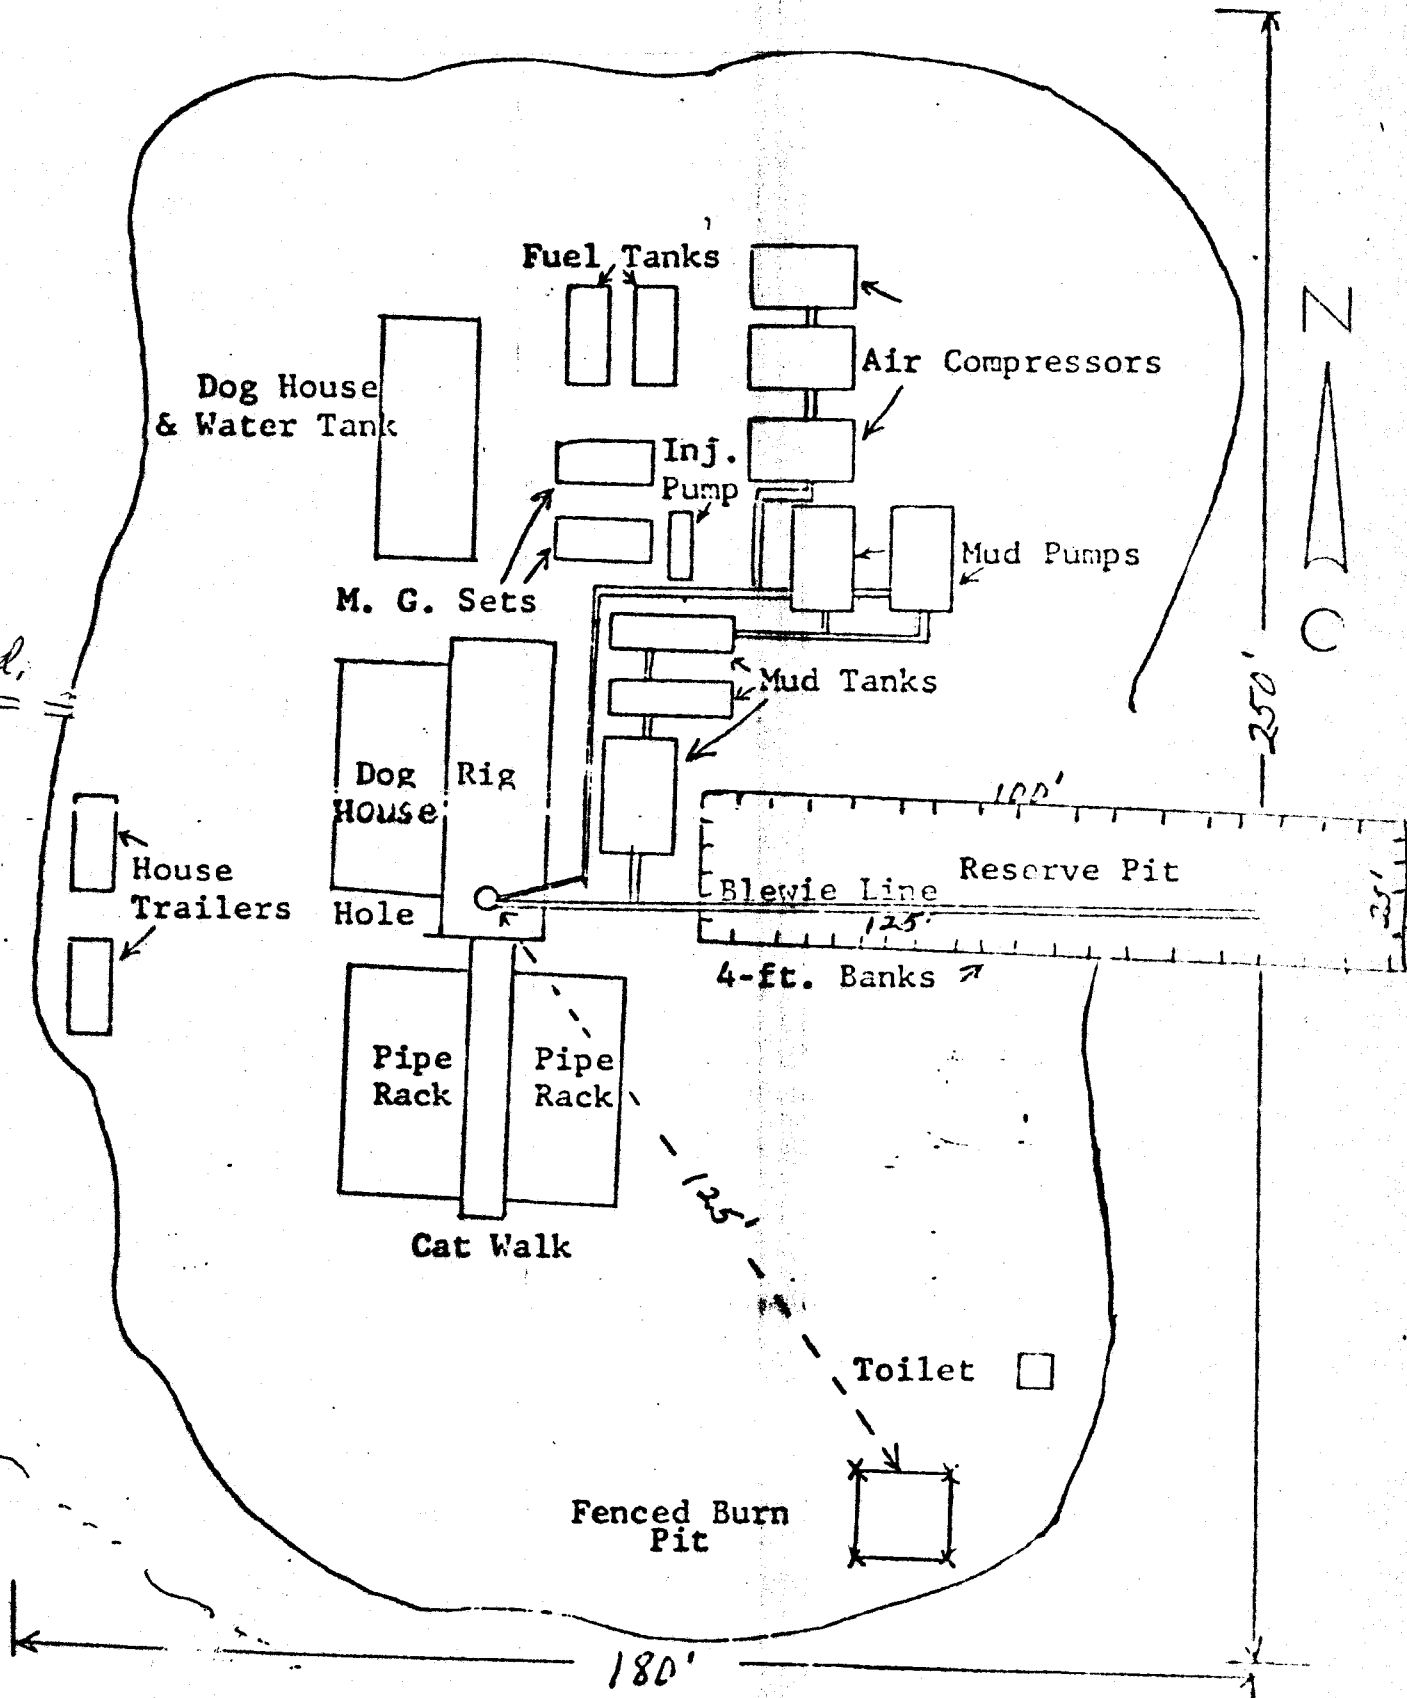 Fuel Tanks
N
Air Compressors
Dog House
& Water Tank
Inj.
Pump
Mud Pumps
M. G. Sets
Mud Tanks
250'
Dog
House
Rig
100'
House
Trailers
Hole
Reserve Pit
Blewie Line
125'
25'
4-ft. Banks
Pipe
Rack
Pipe
Rack
125'
Cat Walk
Toilet
Fenced Burn
Pit
180'